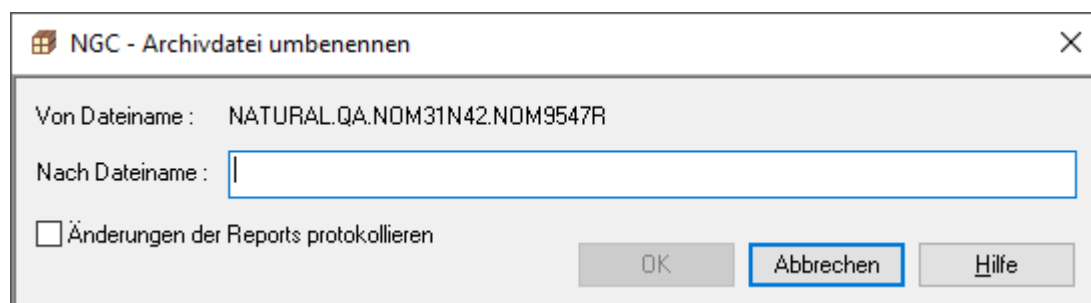 NGC - Archivdatei umbenennen
Von Dateiname : NATURAL.QA.NOM31N42.NOM9547R
Nach Dateiname :
Änderungen der Reports protokollieren
OK Abbrechen Hilfe